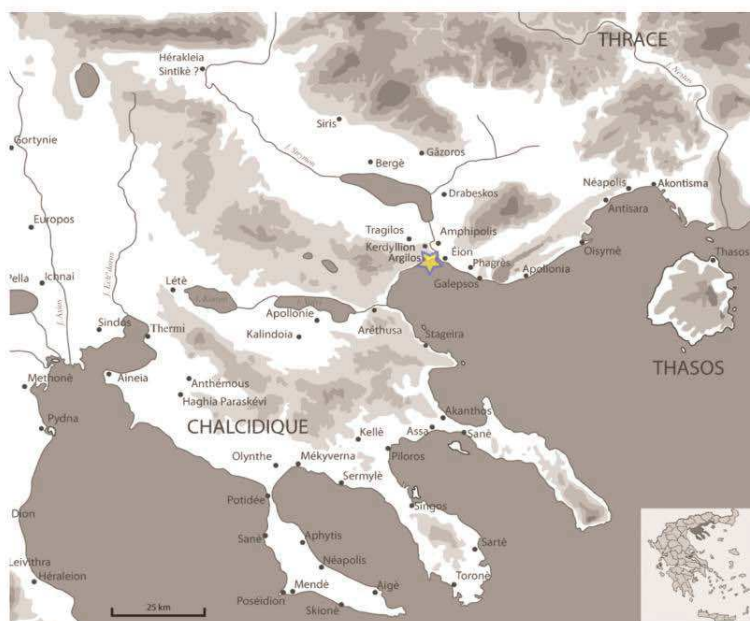 THRACE
Hérakleia
Sintikè ?
Siris
Gazoros
Bergè
Gortynie
J. Strymon
J. Nestos
Drabeskos
Néapolis
Akontisma
Antisara
Europos
Tragilos
Amphipolis
Kerdyllion
Argilos
Éion
Phagrès
Oisymè
Thasos
Galepsos
Apollonia
Pella
Ichnai
Lètè
Sindos
Thermi
Apollonie
Kalindoia
Aréthusa
Stageira
THASOS
Methonè
Aineia
Anthémous
Haghia Paraskévi
Pydna
CHALCIDIQUE
Akanthos
Assa
Sanè
Kellè
Piloros
Olynthe
Mékyverna
Sermylè
Potidée
Singos
Dion
Sanè
Aphytis
Sartè
Leivithra
Néapolis
Héraleion
Mendè
Aigè
Toronè
Poséidion
Skionè
25 km